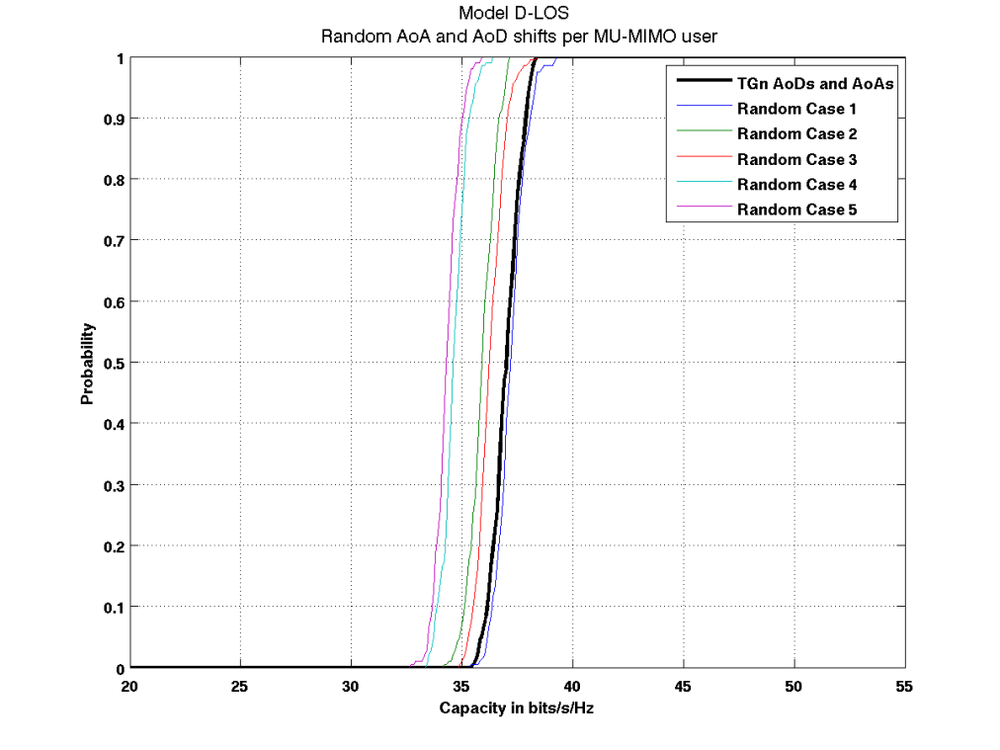 Model D-LOS
Random AoA and AoD shifts per MU-MIMO user
1
0.9
0.8
0.7
0.6
0.5
0.4
0.3
0.2
0.1
0
Probability
TGn AoDs and AoAs
Random Case 1
Random Case 2
Random Case 3
Random Case 4
Random Case 5
20 25 30 35 40 45 50 55
Capacity in bits/s/Hz